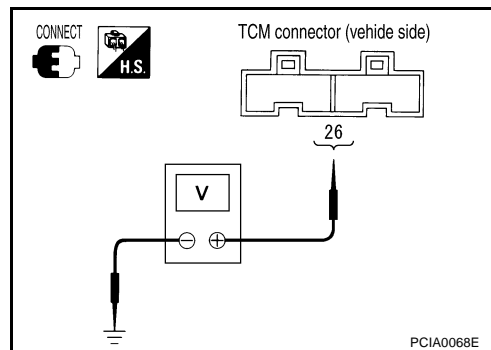 CONNECT
H.S.
TCM connector (vehide side)
26
V
PCIA0068E